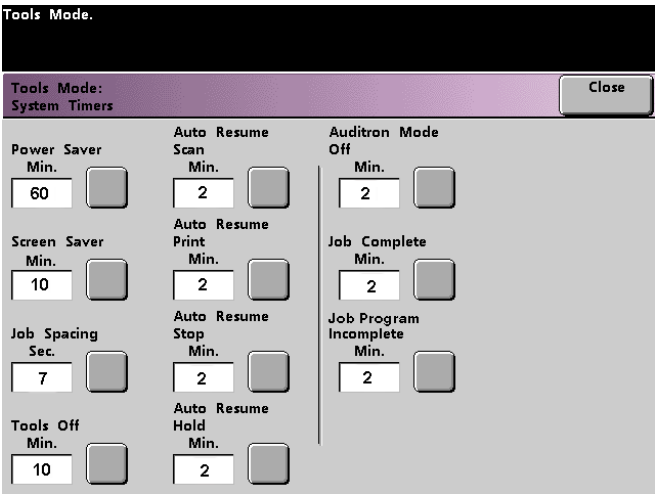 Tools Mode.
Tools Mode:
System Timers
Close
Power Saver
Min.
60
Screen Saver
Min.
10
Job Spacing
Sec.
7
Tools Off
Min.
10
Auto Resume
Scan
Min.
2
Auto Resume
Print
Min.
2
Auto Resume
Stop
Min.
2
Auto Resume
Hold
Min.
2
Auditron Mode
Off
Min.
2
Job Complete
Min.
2
Job Program
Incomplete
Min.
2